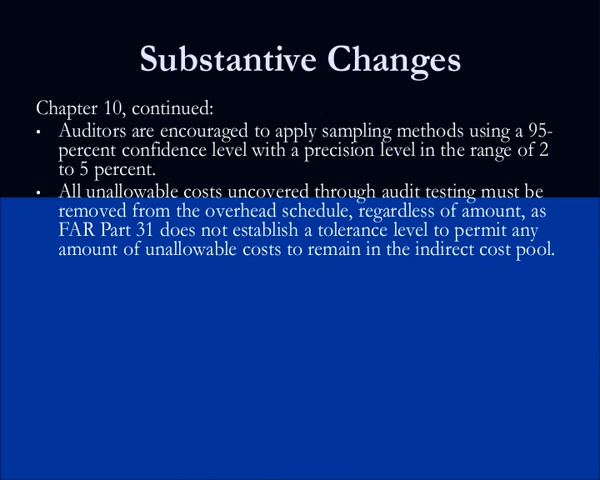 Substantive Changes
Chapter 10, continued:
• Auditors are encouraged to apply sampling methods using a 95-
percent confidence level with a precision level in the range of 2
to 5 percent.
• All unallowable costs uncovered through audit testing must be
removed from the overhead schedule, regardless of amount, as
FAR Part 31 does not establish a tolerance level to permit any
amount of unallowable costs to remain in the indirect cost pool.